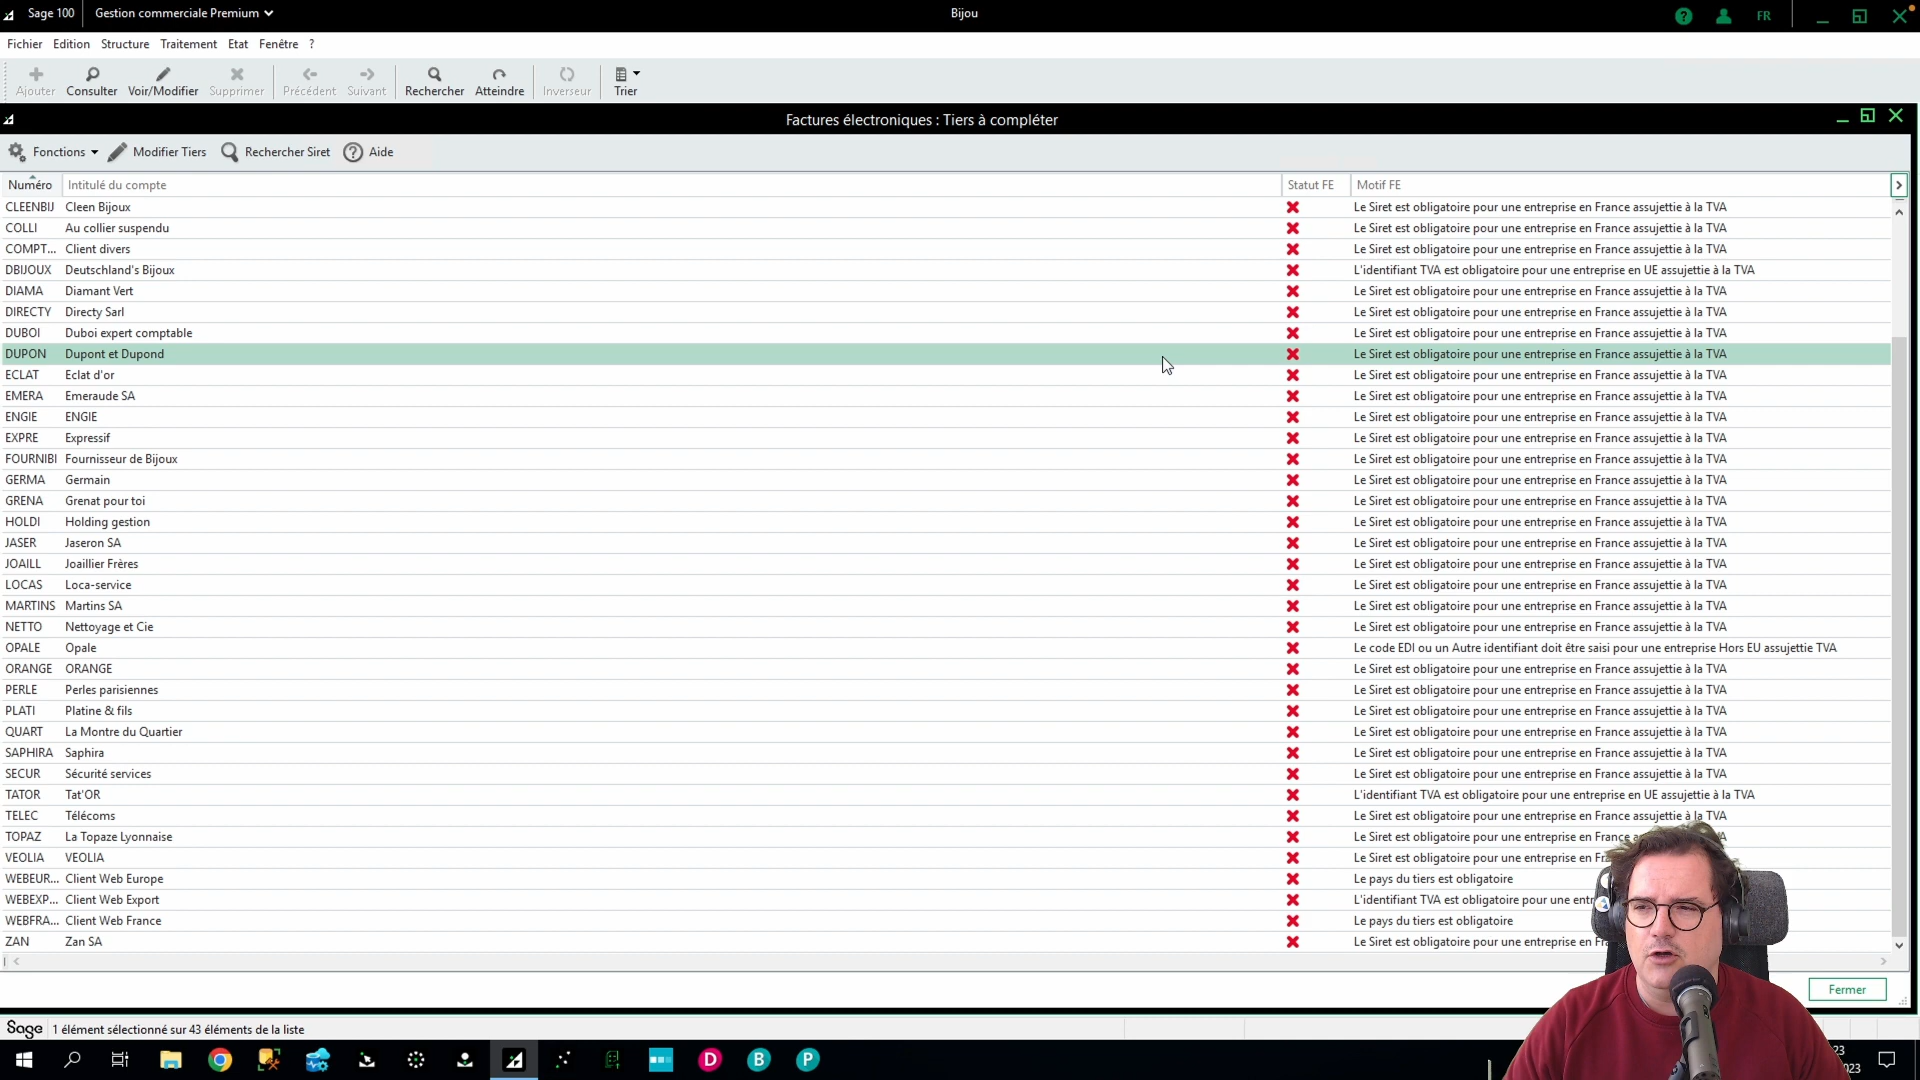 Sage 100 Gestion commerciale Premium Bijou FR
Fichier Edition Structure Traitement Etat Fenêtre ?
Ajouter Consulter Voir/Modifier Supprimer Précédent Suivant Rechercher Atteindre Inverseur Trier
Factures électroniques : Tiers à compléter
Fonctions Modifier Tiers Rechercher Siret Aide
Numéro Intitulé du compte Statut FE Motif FE
CLEENBIJ Cleen Bijoux Le Siret est obligatoire pour une entreprise en France assujettie à la TVA
COLLI Au collier suspendu Le Siret est obligatoire pour une entreprise en France assujettie à la TVA
COMPT... Client divers Le Siret est obligatoire pour une entreprise en France assujettie à la TVA
DBIJOUX Deutschland's Bijoux L'identifiant TVA est obligatoire pour une entreprise en UE assujettie à la TVA
DIAMA Diamant Vert Le Siret est obligatoire pour une entreprise en France assujettie à la TVA
DIRECTY Directy Sarl Le Siret est obligatoire pour une entreprise en France assujettie à la TVA
DUBOI Duboi expert comptable Le Siret est obligatoire pour une entreprise en France assujettie à la TVA
DUPON Dupont et Dupond Le Siret est obligatoire pour une entreprise en France assujettie à la TVA
ECLAT Eclat d'or Le Siret est obligatoire pour une entreprise en France assujettie à la TVA
EMERA Emeraude SA Le Siret est obligatoire pour une entreprise en France assujettie à la TVA
ENGIE ENGIE Le Siret est obligatoire pour une entreprise en France assujettie à la TVA
EXPRE Expressif Le Siret est obligatoire pour une entreprise en France assujettie à la TVA
FOURNIBI Fournisseur de Bijoux Le Siret est obligatoire pour une entreprise en France assujettie à la TVA
GERMA Germain Le Siret est obligatoire pour une entreprise en France assujettie à la TVA
GRENA Grenat pour toi Le Siret est obligatoire pour une entreprise en France assujettie à la TVA
HOLDI Holding gestion Le Siret est obligatoire pour une entreprise en France assujettie à la TVA
JASER Jaseron SA Le Siret est obligatoire pour une entreprise en France assujettie à la TVA
JOAILL Joaillier Frères Le Siret est obligatoire pour une entreprise en France assujettie à la TVA
LOCAS Loca-service Le Siret est obligatoire pour une entreprise en France assujettie à la TVA
MARTINS Martins SA Le Siret est obligatoire pour une entreprise en France assujettie à la TVA
NETTO Nettoyage et Cie Le Siret est obligatoire pour une entreprise en France assujettie à la TVA
OPALE Opale Le code EDI ou un Autre identifiant doit être saisi pour une entreprise Hors EU assujettie TVA
ORANGE ORANGE Le Siret est obligatoire pour une entreprise en France assujettie à la TVA
PERLE Perles parisiennes Le Siret est obligatoire pour une entreprise en France assujettie à la TVA
PLATI Platine & fils Le Siret est obligatoire pour une entreprise en France assujettie à la TVA
QUART La Montre du Quartier Le Siret est obligatoire pour une entreprise en France assujettie à la TVA
SAPHIRA Saphira Le Siret est obligatoire pour une entreprise en France assujettie à la TVA
SECUR Sécurité services Le Siret est obligatoire pour une entreprise en France assujettie à la TVA
TATOR Tat'OR L'identifiant TVA est obligatoire pour une entreprise en UE assujettie à la TVA
TELEC Télécoms Le Siret est obligatoire pour une entreprise en France assujettie à la TVA
TOPAZ La Topaze Lyonnaise Le Siret est obligatoire pour une entreprise en France
VEOLIA VEOLIA Le Siret est obligatoire pour une entreprise en
WEBEUR... Client Web Europe Le pays du tiers est obligatoire
WEBEXP... Client Web Export L'identifiant TVA est obligatoire pour une
WEBFRA... Client Web France Le pays du tiers est obligatoire
ZAN Zan SA Le Siret est obligatoire pour une entreprise en
Fermer
Sage 1 élément sélectionné sur 43 éléments de la liste
D B P